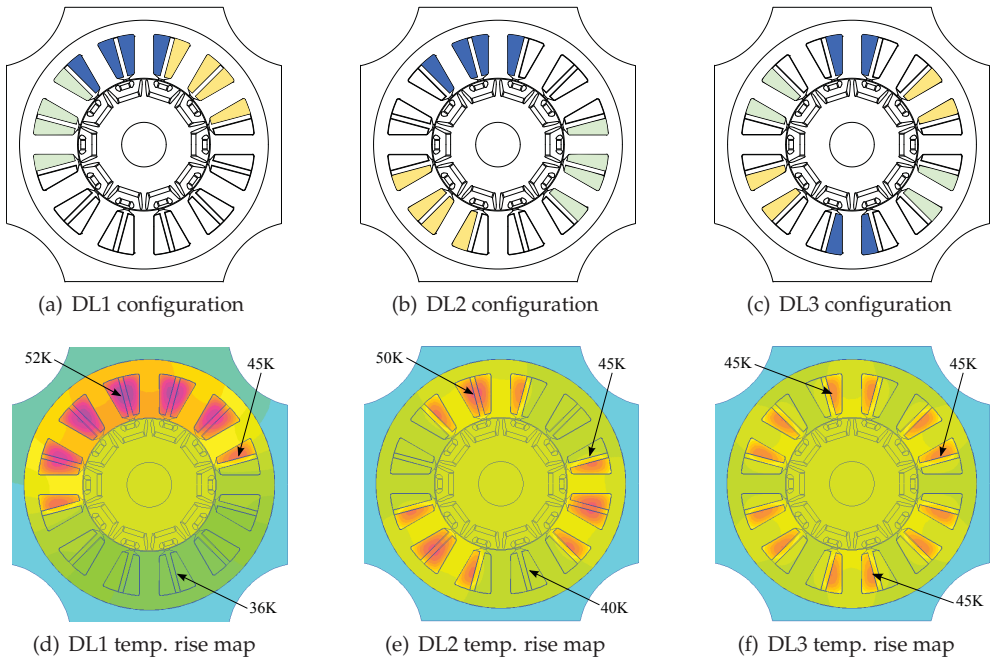 (a) DL1 configuration
(b) DL2 configuration
(c) DL3 configuration
52K
45K
36K
50K
45K
40K
45K
45K
45K
(d) DL1 temp. rise map
(e) DL2 temp. rise map
(f) DL3 temp. rise map